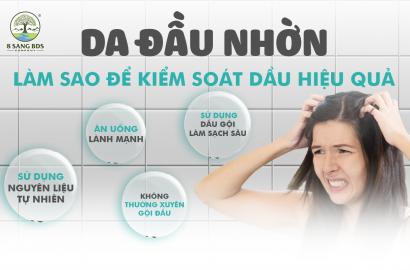 8 SANG BDS
COMPANY
DA ĐẦU NHỜN
LÀM SAO ĐỂ KIỂM SOÁT DẦU HIỆU QUẢ
SỬ DỤNG
NGUYÊN LIỆU
TỰ NHIÊN
ĂN UỐNG
LÀNH MẠNH
KHÔNG
THƯỜNG XUYÊN
GỘI ĐẦU
SỬ DỤNG
DẦU GỘI
LÀM SẠCH SÂU